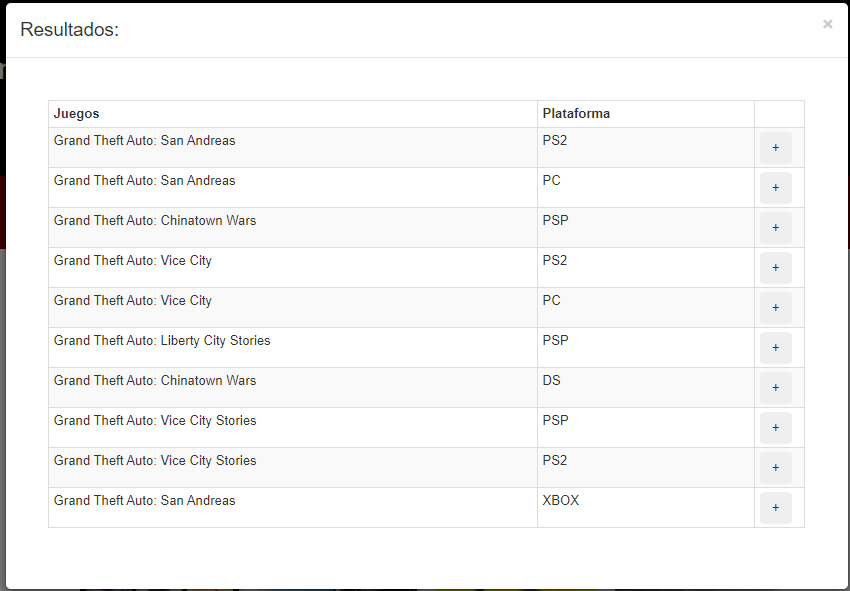 Resultados:
×
Juegos Plataforma
Grand Theft Auto: San Andreas PS2 +
Grand Theft Auto: San Andreas PC +
Grand Theft Auto: Chinatown Wars PSP +
Grand Theft Auto: Vice City PS2 +
Grand Theft Auto: Vice City PC +
Grand Theft Auto: Liberty City Stories PSP +
Grand Theft Auto: Chinatown Wars DS +
Grand Theft Auto: Vice City Stories PSP +
Grand Theft Auto: Vice City Stories PS2 +
Grand Theft Auto: San Andreas XBOX +